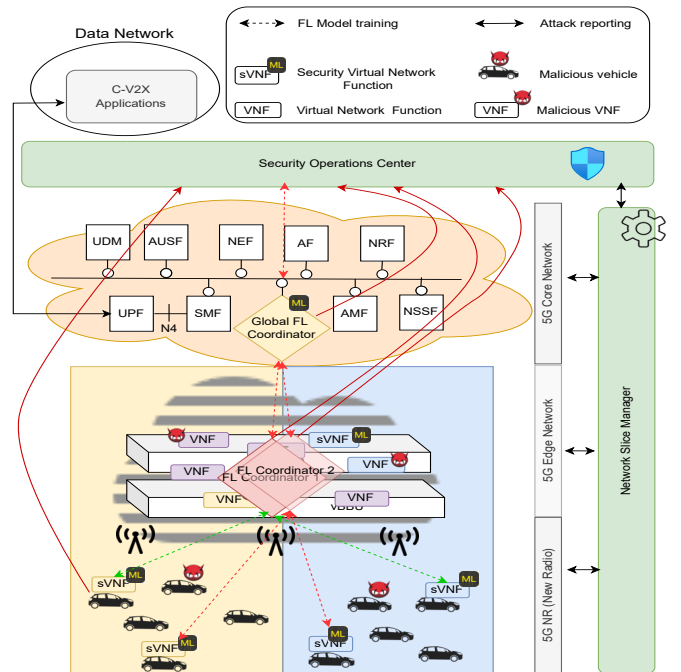 Data Network
C-V2X
Applications
FL Model training
Attack reporting
sVNF
ML
Security Virtual Network
Function
Malicious vehicle
VNF
Virtual Network Function
VNF
Malicious VNF
Security Operations Center
UDM
AUSF
NEF
AF
NRF
UPF
N4
SMF
ML
Global FL
Coordinator
AMF
NSSF
5G Core Network
VNF
sVNF
ML
VNF
VNF
FL Coordinator 2
FL Coordinator 1
VNF
VNF
5G Edge Network
Network Slice Manager
sVNF
ML
sVNF
ML
sVNF
ML
sVNF
ML
5G NR (New Radio)